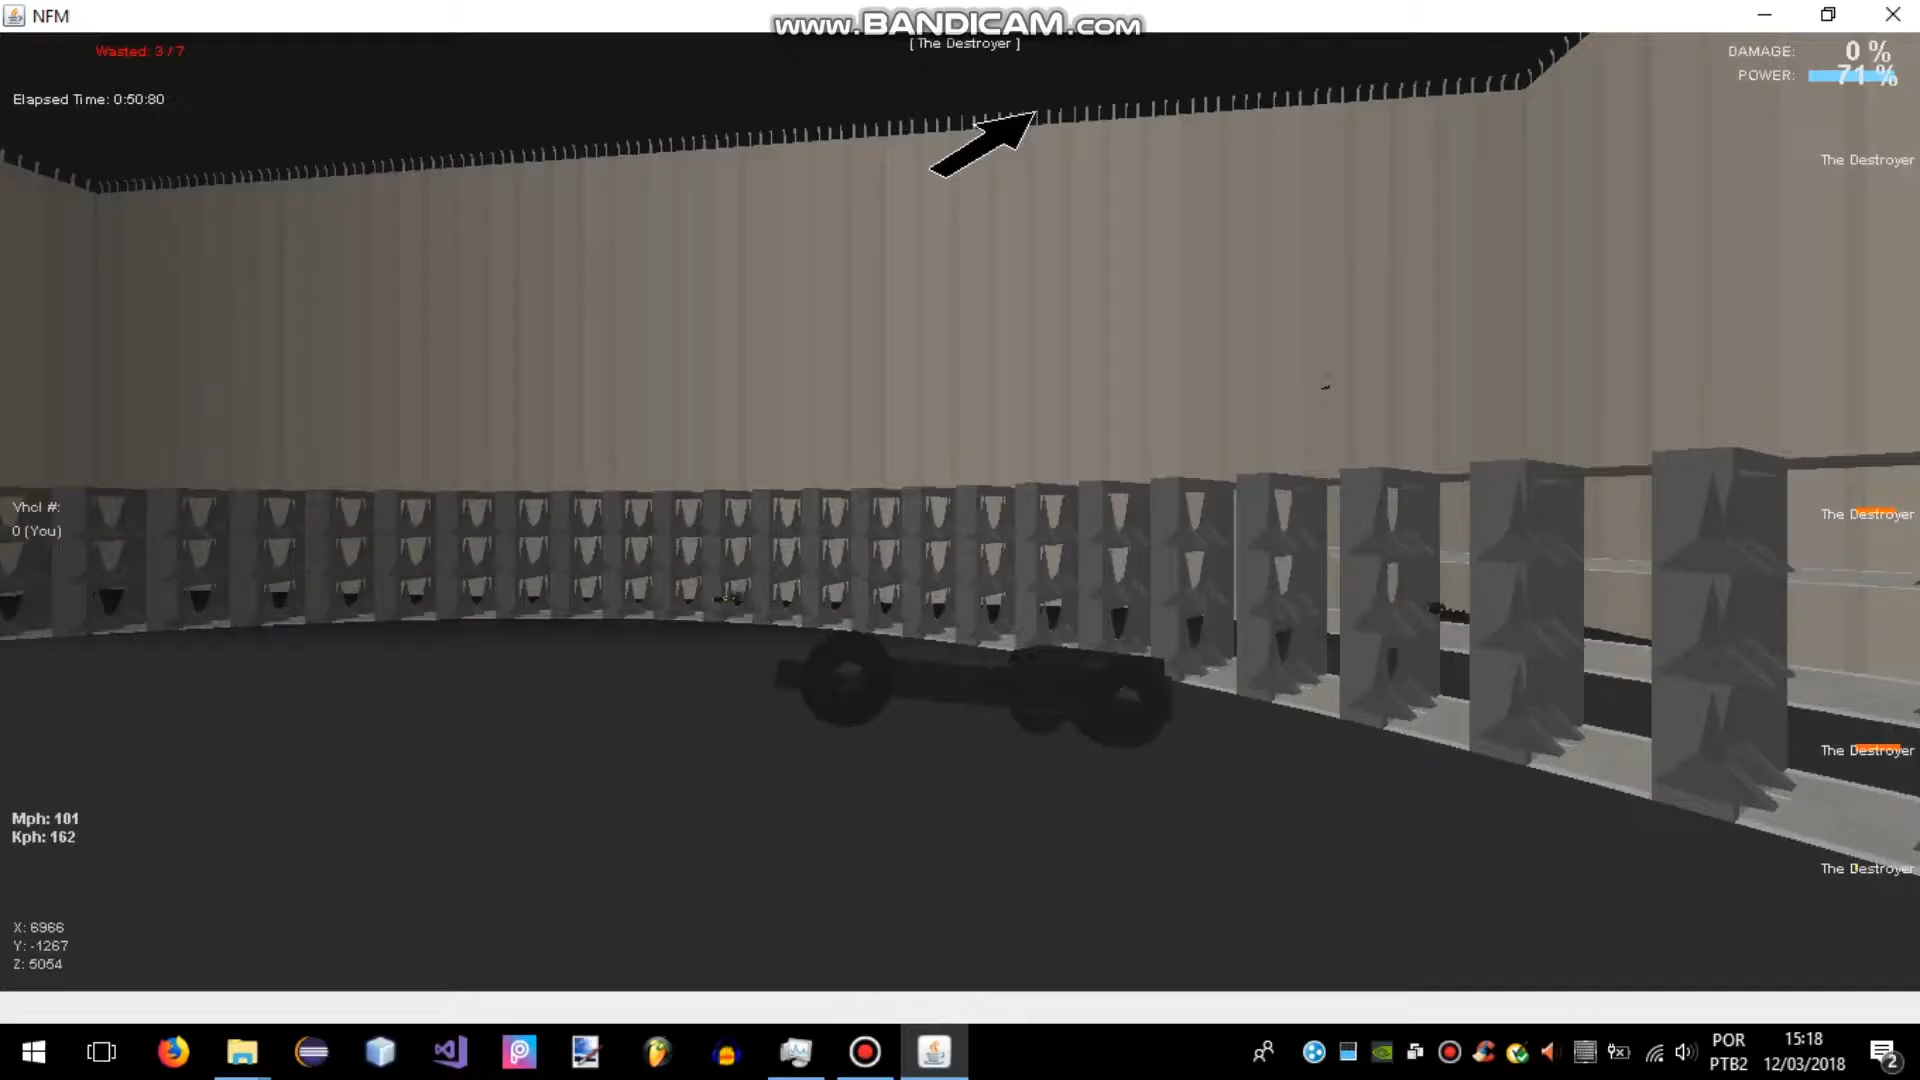 NFM
www.BANDICAM.com
Wasted: 3 / 7
[ The Destroyer ]
DAMAGE: 0 %
POWER: 71 %
Elapsed Time: 0:50:80
The Destroyer
Vhcl #:
0 (You)
The Destroyer
The Destroyer
Mph: 101
Kph: 162
The Destroyer
X: 6966
Y: -1267
Z: 5054
POR
PTB2
15:18
12/03/2018
2